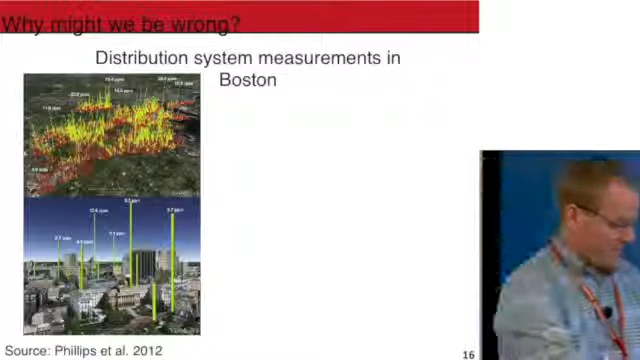 Why might we be wrong?
Distribution system measurements in
Boston
Source: Phillips et al. 2012
16